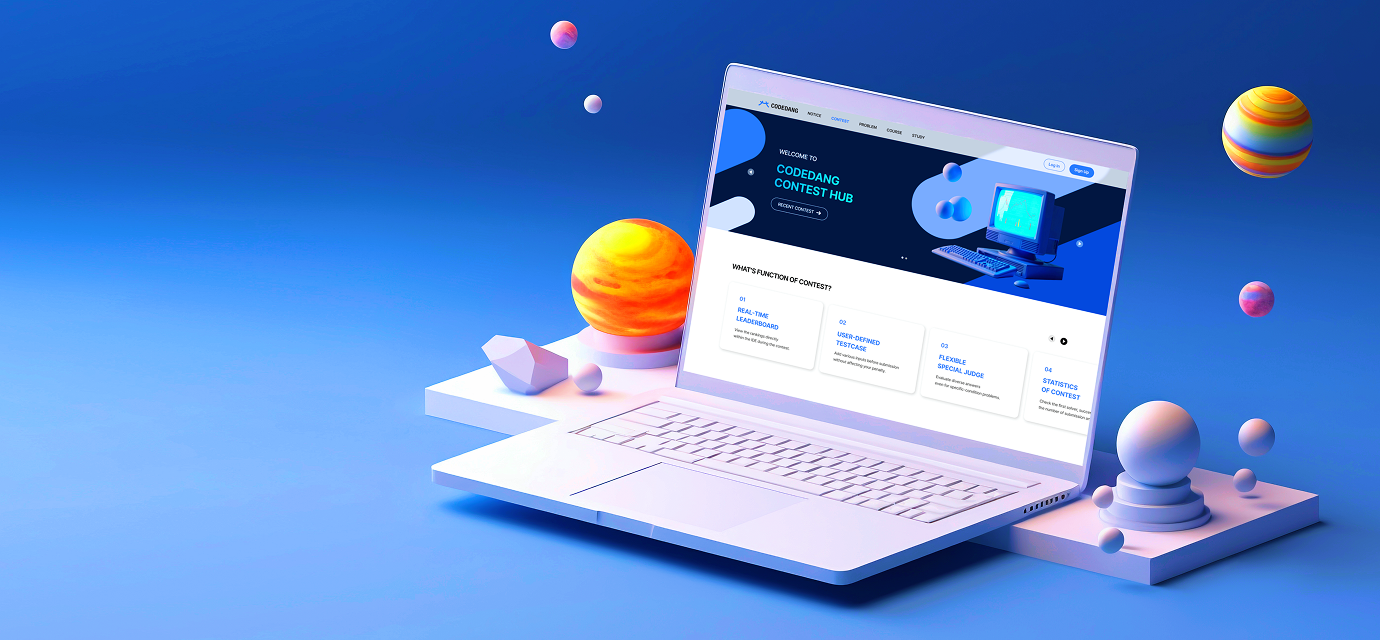 CODEDANG
NOTICE
CONTEST
PROBLEM
COURSE
STUDY
Log In
Sign Up
WELCOME TO
CODEDANG
CONTEST HUB
RECENT CONTEST
WHAT'S FUNCTION OF CONTEST?
01
REAL-TIME
LEADERBOARD
View the rankings directly
within the IDE during the contest.
02
USER-DEFINED
TESTCASE
Add various inputs before submission
without affecting your penalty.
03
FLEXIBLE
SPECIAL JUDGE
Evaluate diverse answers
even for specific condition problems.
04
STATISTICS
OF CONTEST
Check the first solver,
the number of submission